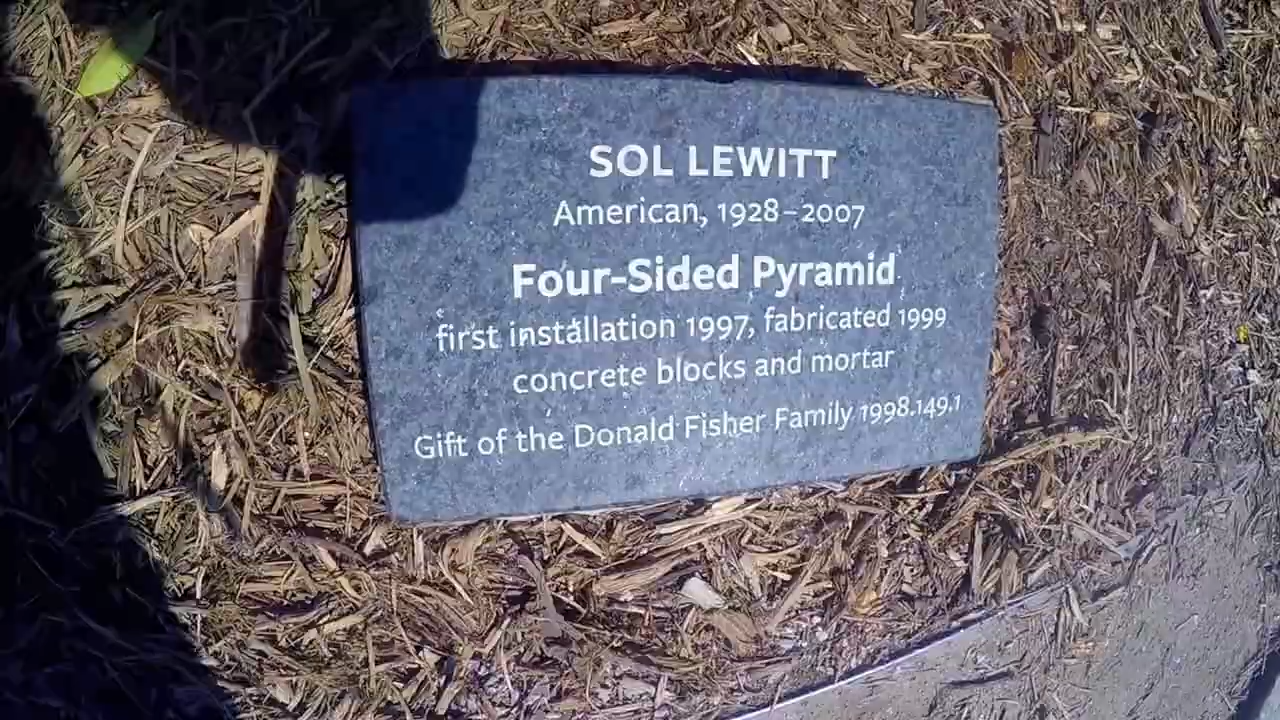 SOL LEWITT
American, 1928–2007
Four-Sided Pyramid
first installation 1997, fabricated 1999
concrete blocks and mortar
Gift of the Donald Fisher Family 1998.149.1